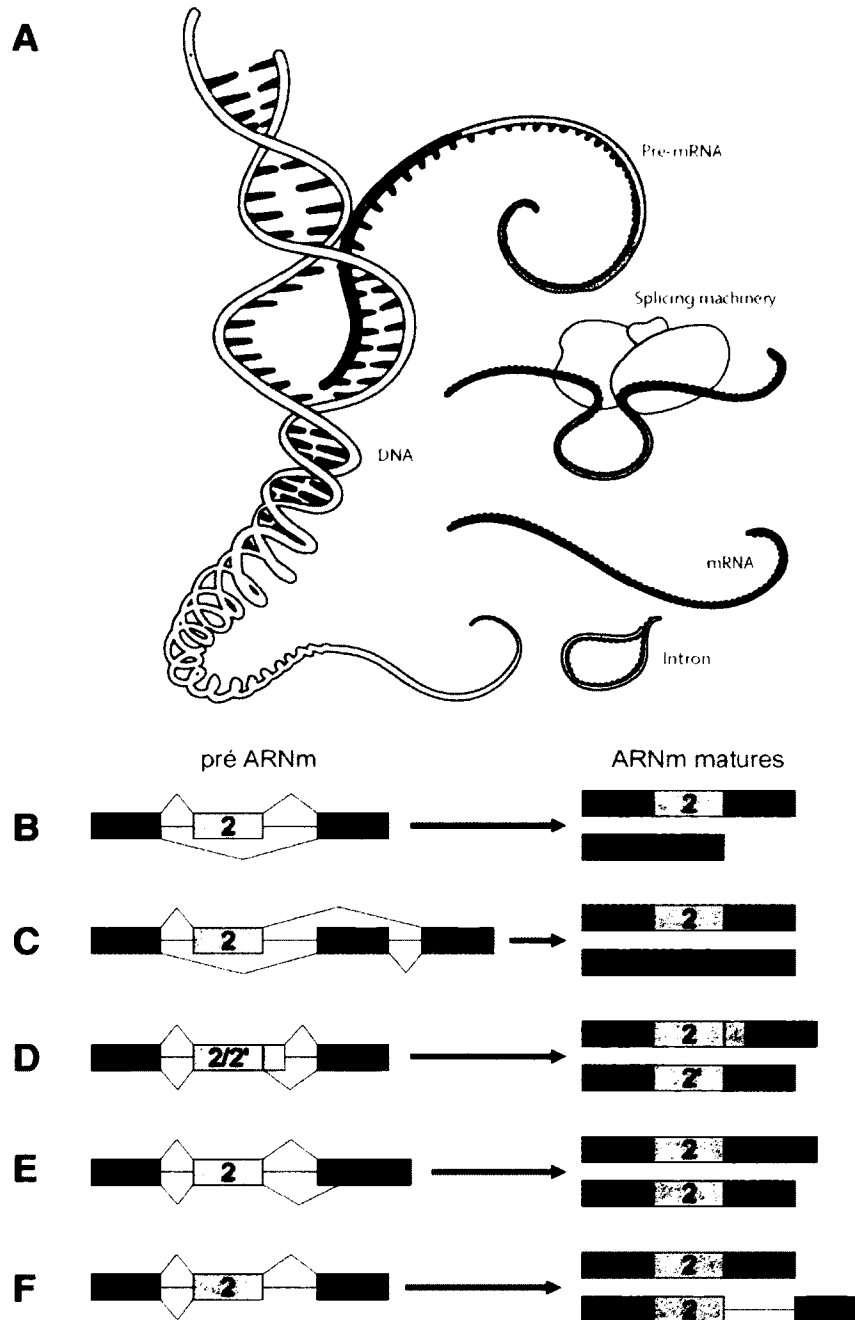 A
Pre-mRNA
Splicing machinery
DNA
mRNA
Intron
pré ARNm ARNm matures
B 2 2
C 2 2
D 2/2' 2
2'
E 2 2
2
F 2 2
2